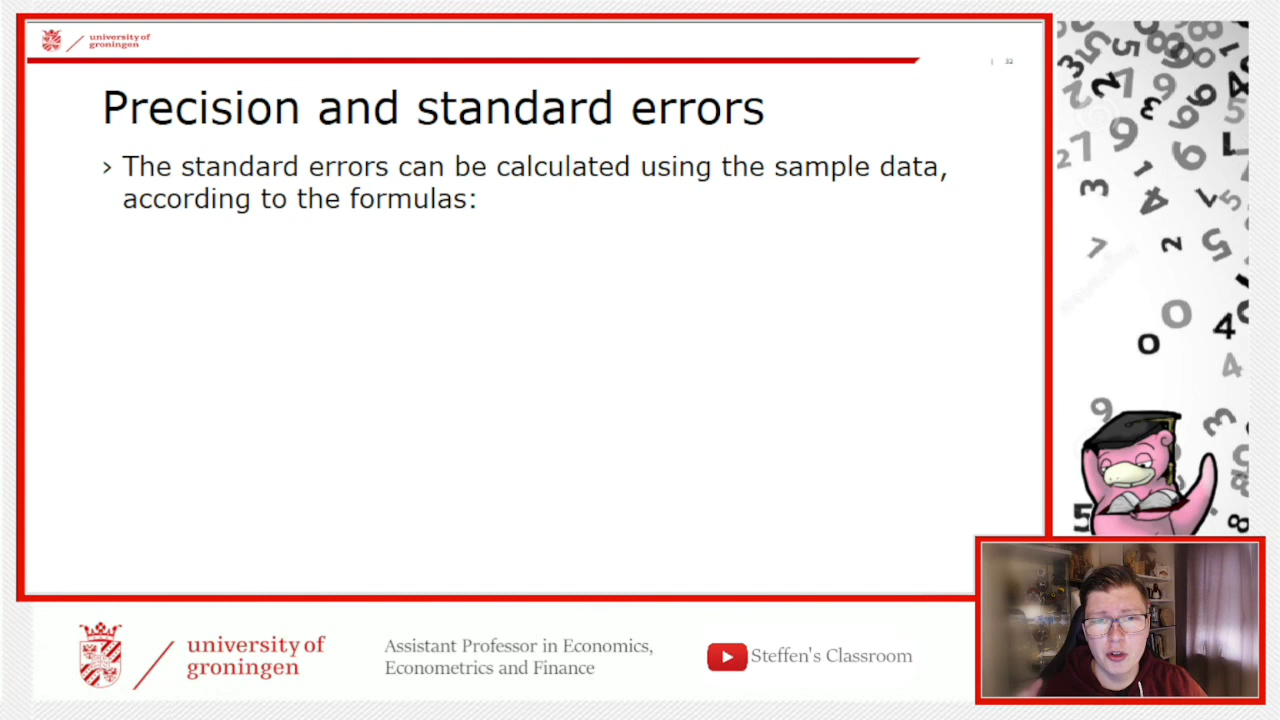 university of
groningen
| 32
Precision and standard errors
› The standard errors can be calculated using the sample data,
according to the formulas:
university of
groningen
Assistant Professor in Economics,
Econometrics and Finance
Steffen's Classroom